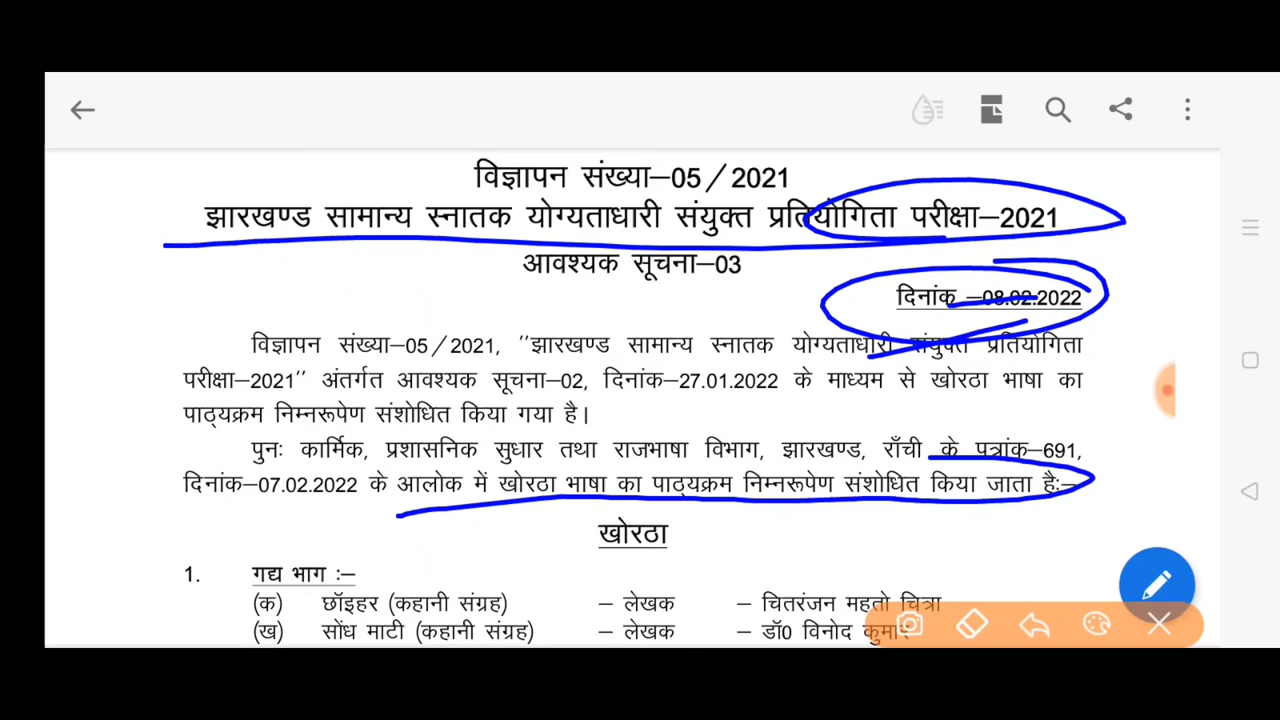 विज्ञापन संख्या–05/2021
झारखण्ड सामान्य स्नातक योग्यताधारी संयुक्त प्रतियोगिता परीक्षा–2021
आवश्यक सूचना–03
दिनांक –08.02.2022
विज्ञापन संख्या–05/2021, "झारखण्ड सामान्य स्नातक योग्यताधारी संयुक्त प्रतियोगिता
परीक्षा–2021" अंतर्गत आवश्यक सूचना–02, दिनांक–27.01.2022 के माध्यम से खोरठा भाषा का
पाठ्यक्रम निम्नरूपेण संशोधित किया गया है।
पुनः कार्मिक, प्रशासनिक सुधार तथा राजभाषा विभाग, झारखण्ड, राँची के पत्रांक–691,
दिनांक–07.02.2022 के आलोक में खोरठा भाषा का पाठ्यक्रम निम्नरूपेण संशोधित किया जाता हैः–
खोरठा
1. गद्य भाग :–
(क) छॉइहर (कहानी संग्रह) – लेखक – चितरंजन महतो चित्रा
(ख) सोंध माटी (कहानी संग्रह) – लेखक – डॉ0 विनोद कुमार